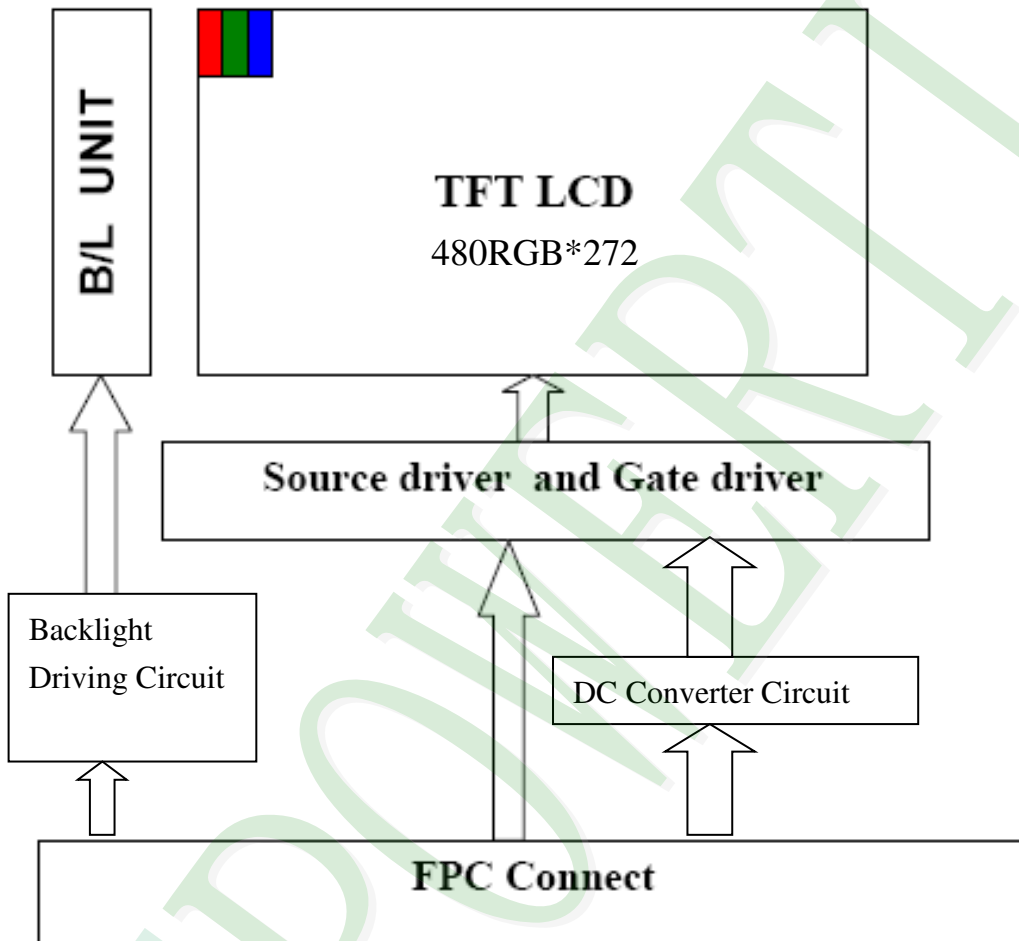 B/L UNIT
TFT LCD
480RGB*272
Source driver and Gate driver
Backlight
Driving Circuit
DC Converter Circuit
FPC Connect